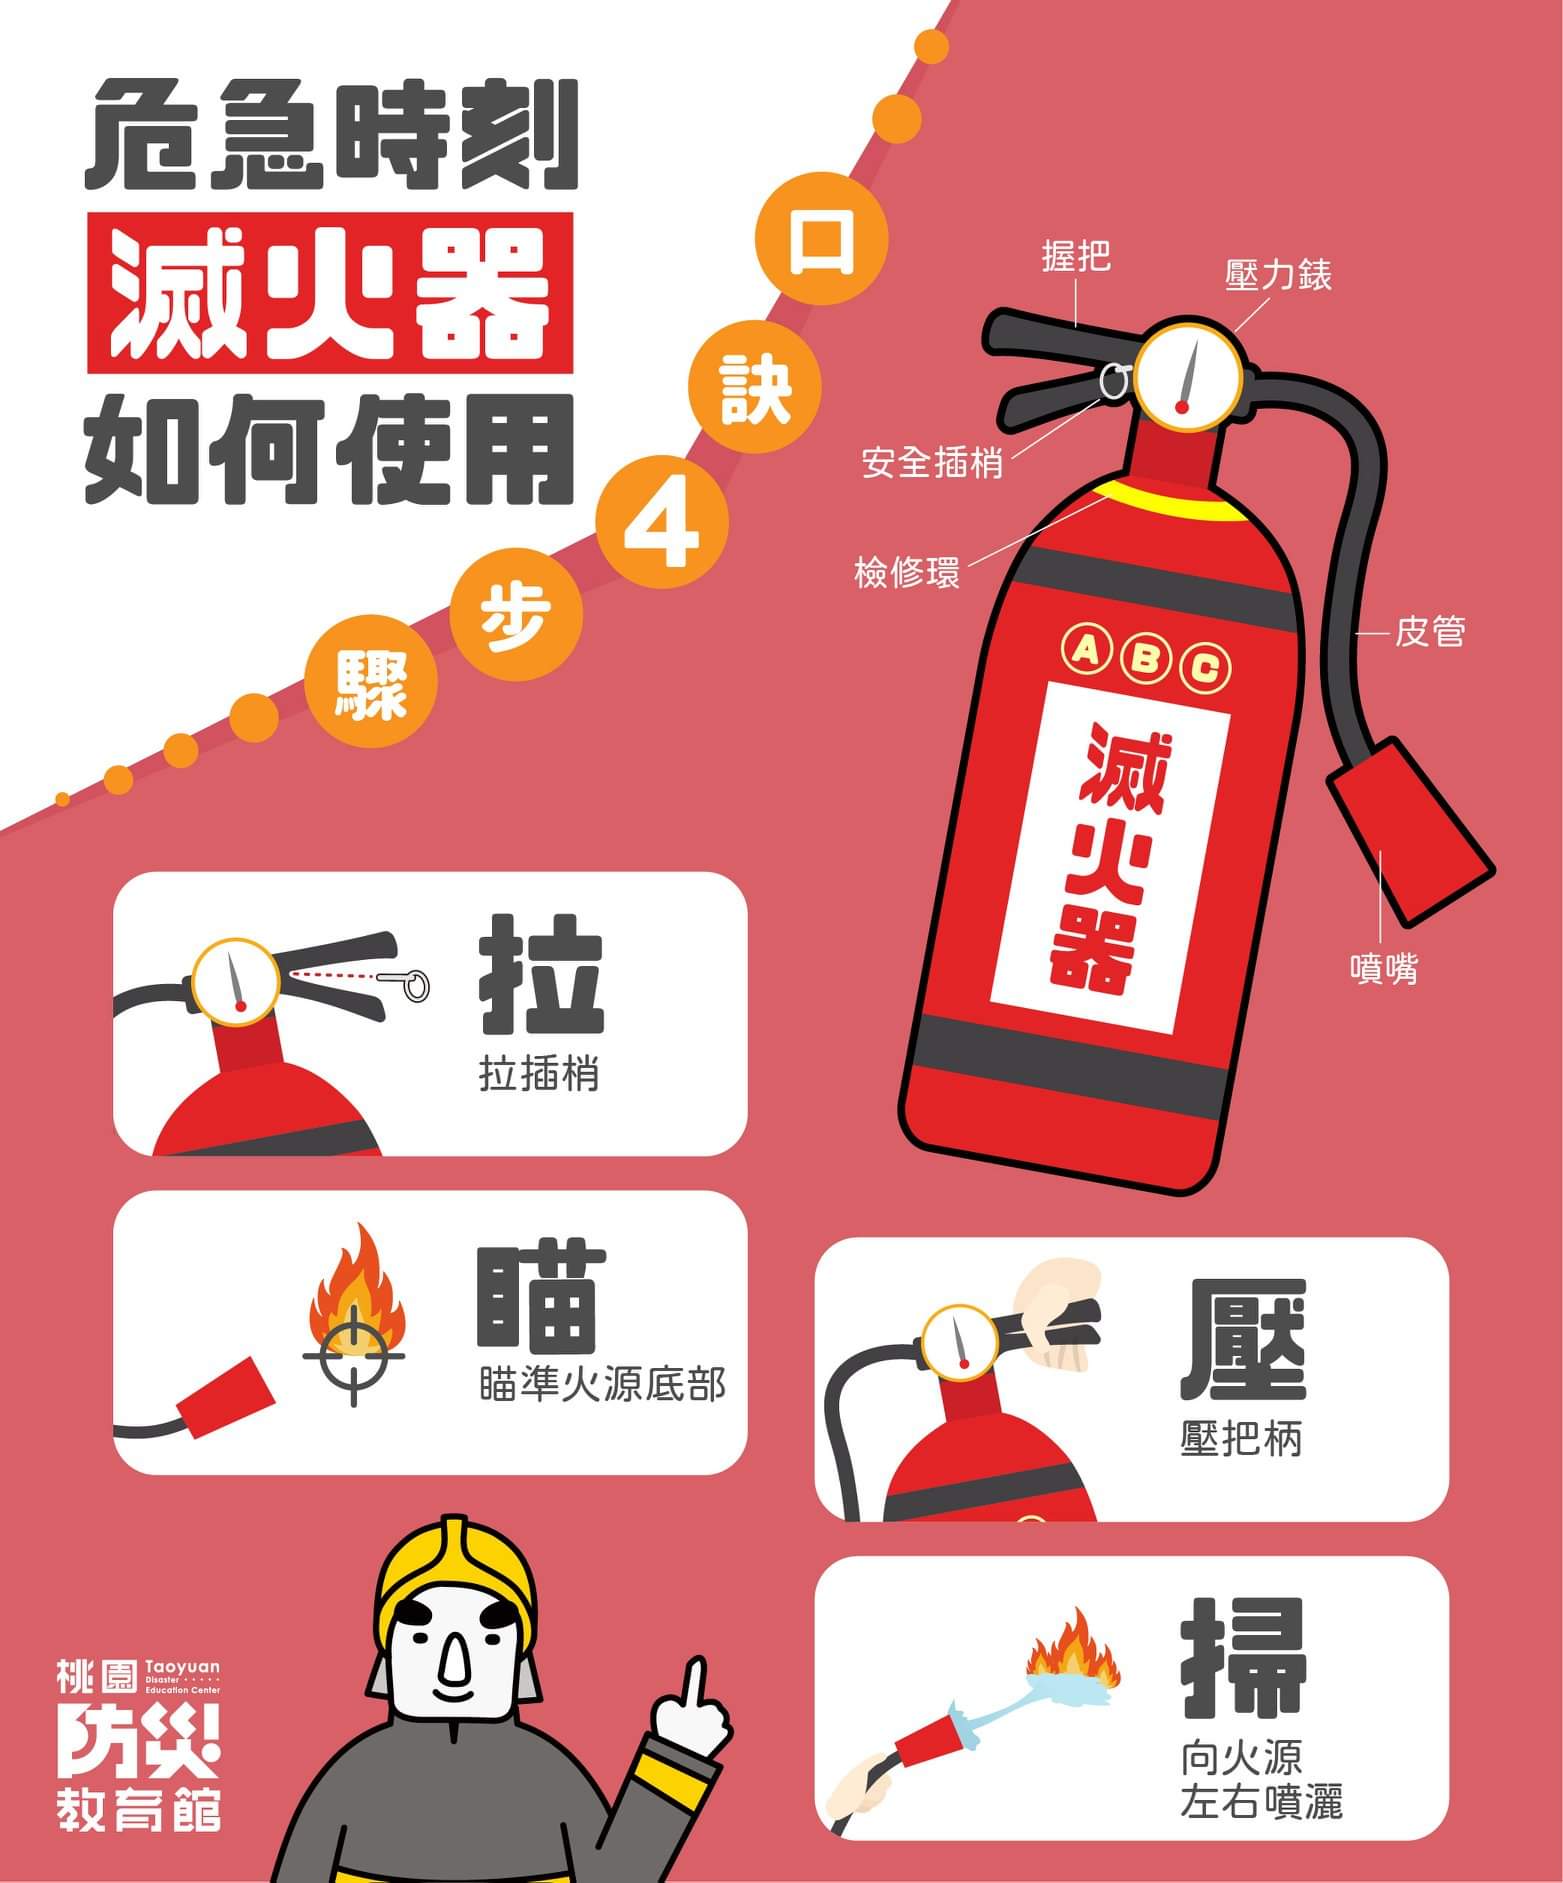 危急時刻
滅火器
如何使用
口訣4步驟
握把
壓力錶
安全插梢
檢修環
皮管
A B C
滅火器
噴嘴
拉
拉插梢
瞄
瞄準火源底部
壓
壓把柄
掃
向火源
左右噴灑
桃園 Taoyuan
Disaster
Education Center
防災
教育館